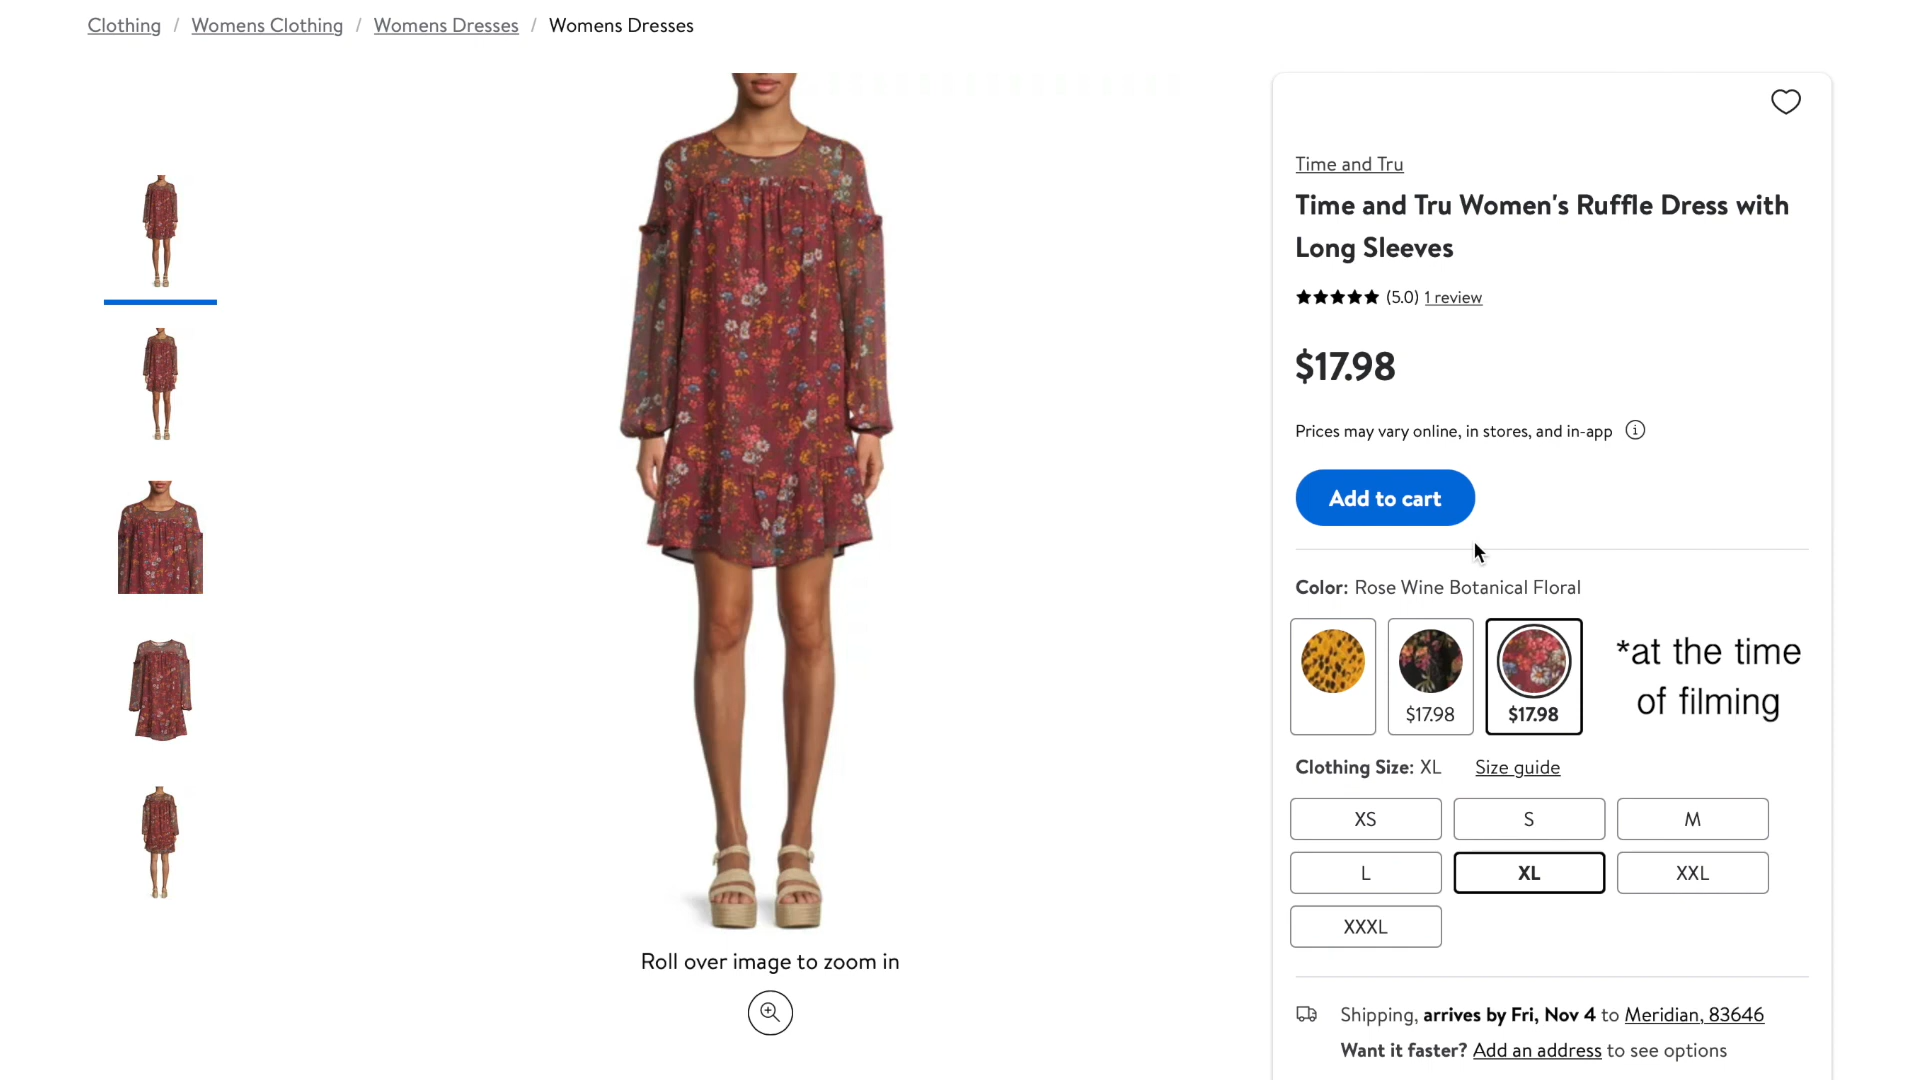 Clothing / Womens Clothing / Womens Dresses / Womens Dresses
Time and Tru
Time and Tru Women's Ruffle Dress with
Long Sleeves
(5.0) 1 review
$17.98
Prices may vary online, in stores, and in-app
Add to cart
Color: Rose Wine Botanical Floral
$17.98
$17.98
*at the time
of filming
Clothing Size: XL Size guide
XS S M
L XL XXL
XXXL
Roll over image to zoom in
Shipping, arrives by Fri, Nov 4 to Meridian, 83646
Want it faster? Add an address to see options